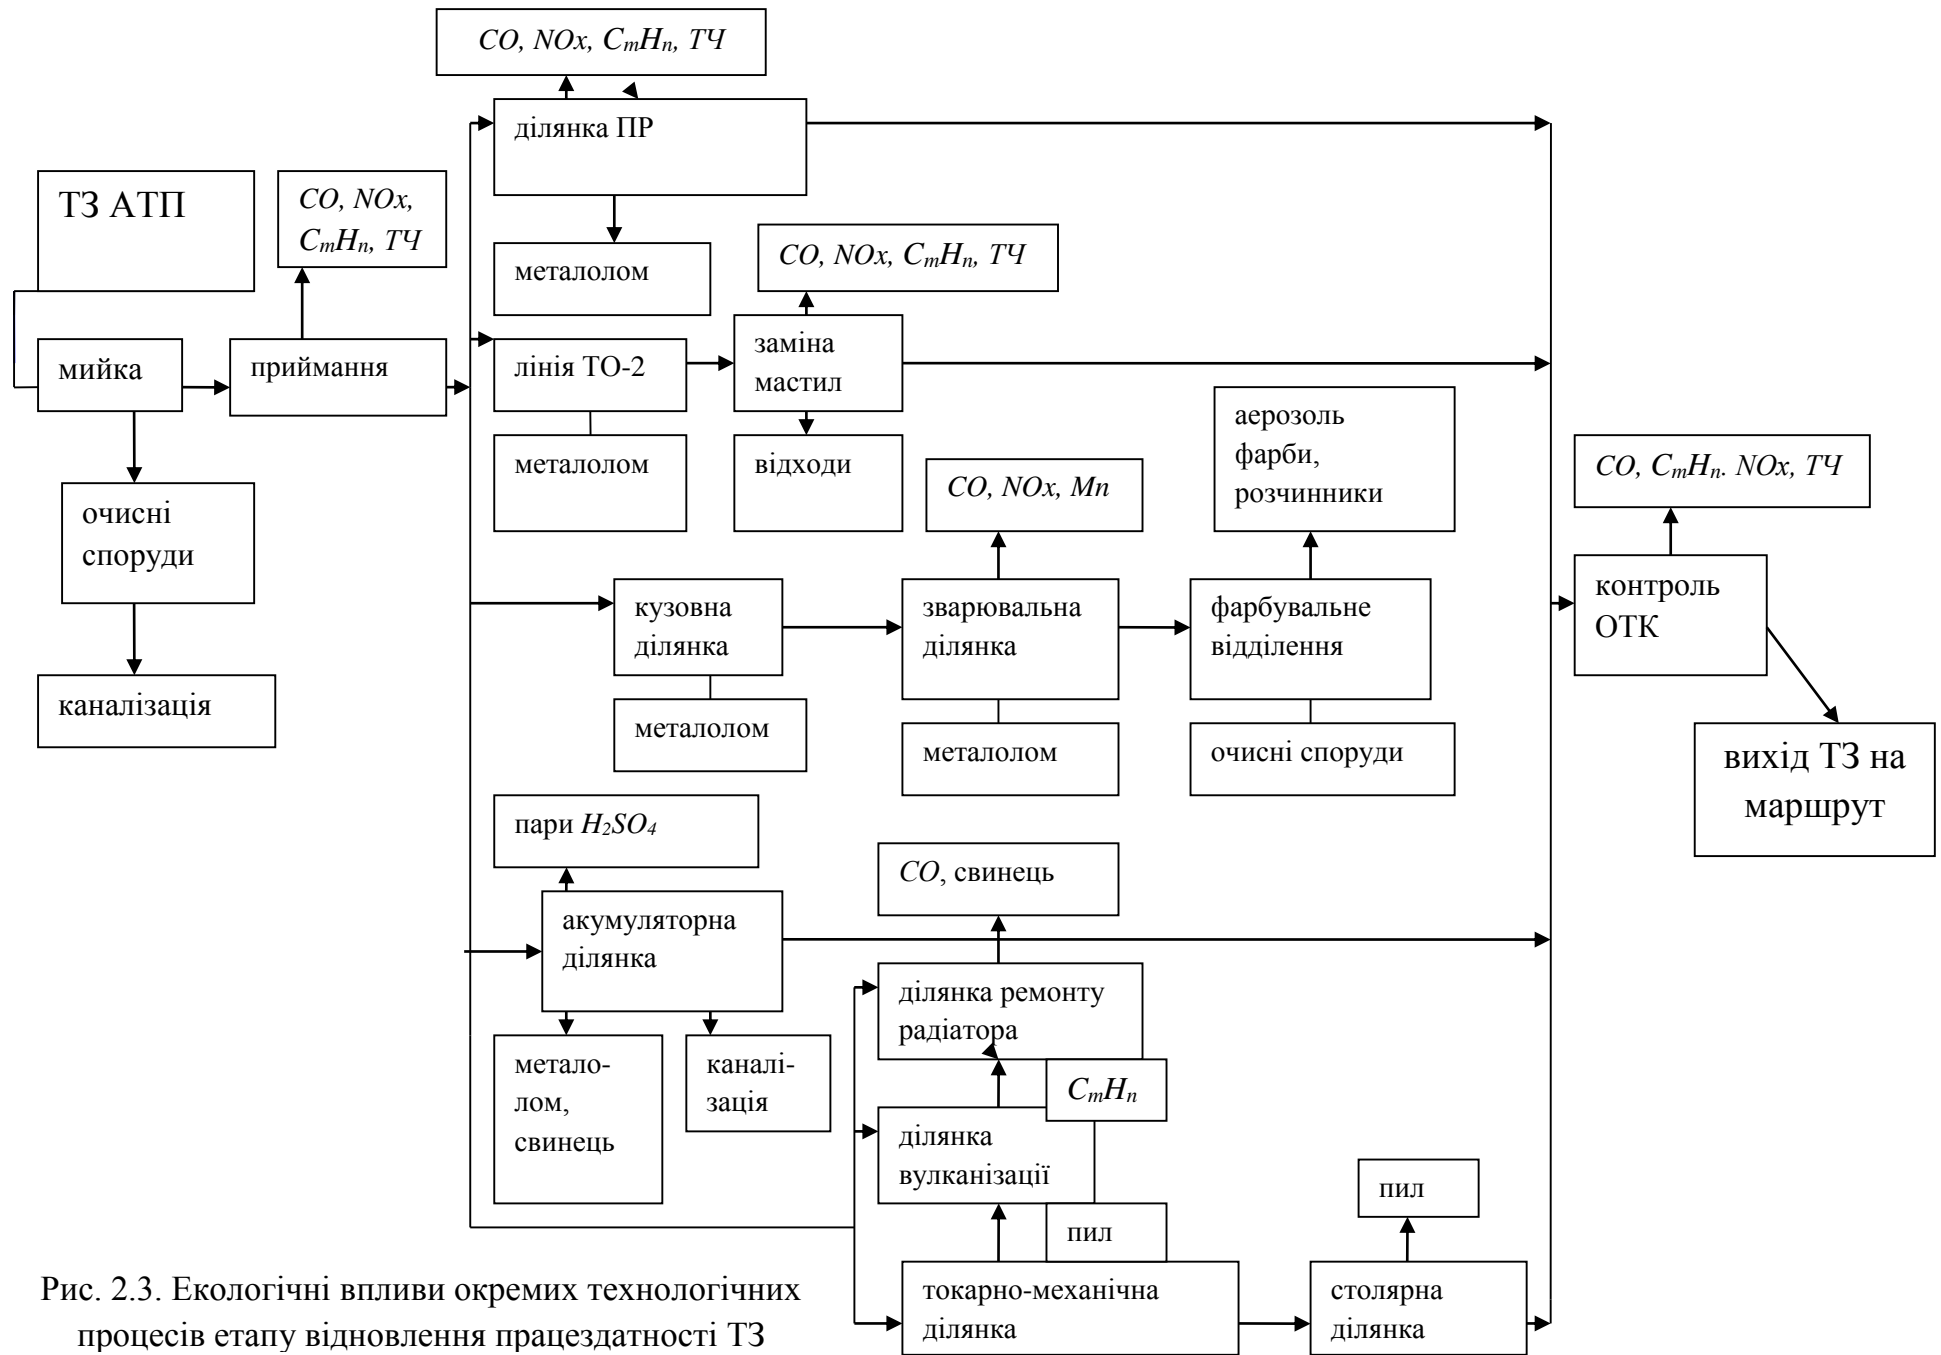 CO, NOx, CmHn, ТЧ
ділянка ПР
ТЗ АТП
CO, NOx,
CmHn, ТЧ
металолом
CO, NOx, CmHn, ТЧ
мийка
приймання
лінія ТО-2
заміна
мастил
металолом
відходи
аерозоль
фарби,
розчинники
CO, NOx, Mn
CO, CmHn. NOx, ТЧ
очисні
споруди
кузовна
ділянка
зварювальна
ділянка
фарбувальне
відділення
контроль
ОТК
каналізація
металолом
металолом
очисні споруди
вихід ТЗ на
маршрут
пари H2SO4
CO, свинець
акумуляторна
ділянка
ділянка ремонту
радіатора
метало-
лом,
свинець
каналі-
зація
CmHn
ділянка
вулканізації
пил
пил
токарно-механічна
ділянка
столярна
ділянка
Рис. 2.3. Екологічні впливи окремих технологічних
процесів етапу відновлення працездатності ТЗ